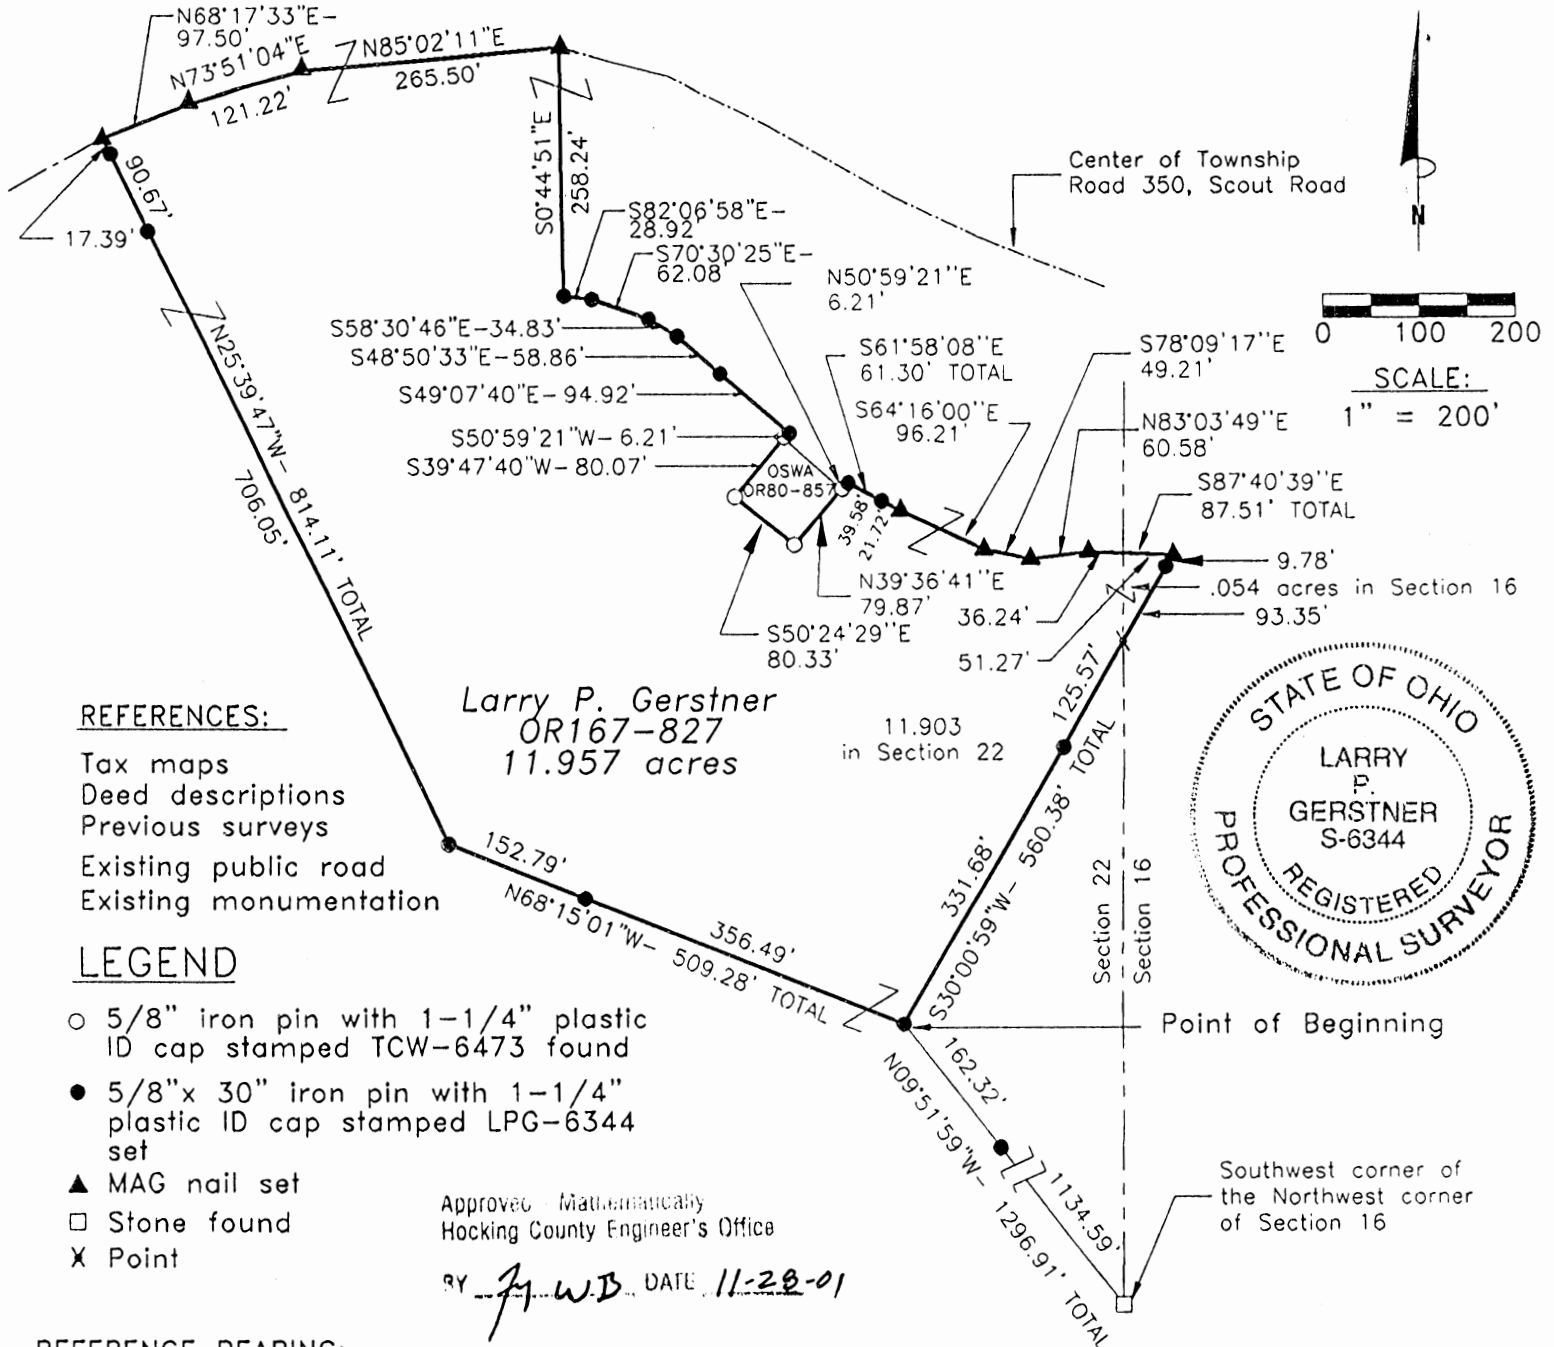 N68°17'33"E-
97.50'
N73°51'04"E
121.22'
N85°02'11"E
265.50'
S0°44'51"E
258.24'
Center of Township
Road 350, Scout Road
N
0 100 200
SCALE:
1" = 200'
90.67'
17.39'
S82°06'58"E-
28.92'
S70°30'25"E-
62.08'
N50°59'21''E
6.21'
S58°30'46"E-34.83'
S48°50'33"E-58.86'
S49°07'40"E-94.92'
S50°59'21"W-6.21'
S39°47'40"W-80.07'
S61°58'08''E
61.30' TOTAL
S64°16'00''E
96.21'
S78°09'17''E
49.21'
N83°03'49''E
60.58'
S87°40'39''E
87.51' TOTAL
OSWA
OR80-857
39.58'
21.72'
N39°36'41''E
79.87'
S50°24'29''E
80.33'
9.78'
.054 acres in Section 16
93.35'
36.24'
51.27'
N25°39'47"W- 814.11' TOTAL
706.05'
125.57'
331.68'
S30°00'59"W- 560.38' TOTAL
Larry P. Gerstner
OR167-827
11.957 acres
11.903
in Section 22
Section 22
Section 16
STATE OF OHIO
LARRY
P.
GERSTNER
S-6344
REGISTERED
PROFESSIONAL SURVEYOR
REFERENCES:
Tax maps
Deed descriptions
Previous surveys
Existing public road
Existing monumentation
152.79'
356.49'
N68°15'01"W- 509.28' TOTAL
Point of Beginning
162.32'
1134.59'
N09°51'59"W- 1296.91' TOTAL
Southwest corner of
the Northwest corner
of Section 16
LEGEND
5/8" iron pin with 1-1/4" plastic
ID cap stamped TCW-6473 found
5/8"x 30" iron pin with 1-1/4"
plastic ID cap stamped LPG-6344
set
MAG nail set
Stone found
Point
Approved - Mathematically
Hocking County Engineer's Office
BY WB DATE 11-28-01
REFERENCE BEARING: